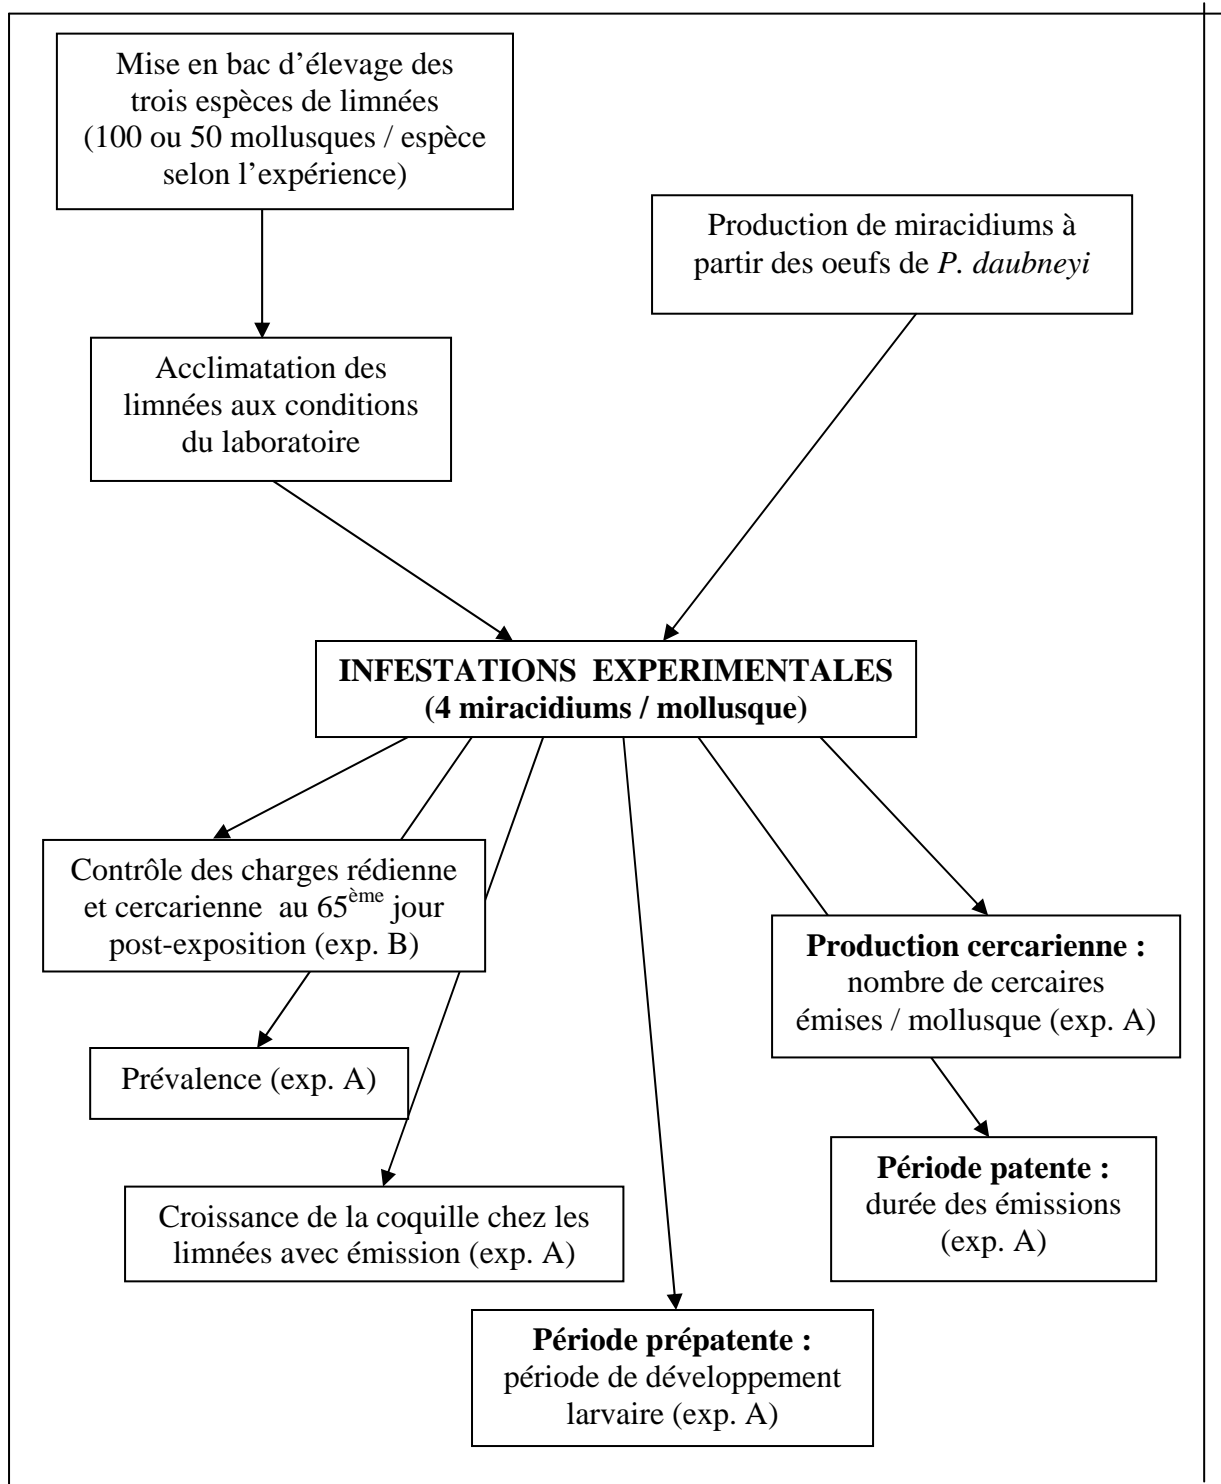 Mise en bac d’élevage des
trois espèces de limnées
(100 ou 50 mollusques / espèce
selon l’expérience)
Production de miracidiums à
partir des oeufs de P. daubneyi
Acclimatation des
limnées aux conditions
du laboratoire
INFESTATIONS EXPERIMENTALES
(4 miracidiums / mollusque)
Contrôle des charges rédienne
et cercarienne au 65ème jour
post-exposition (exp. B)
Production cercarienne :
nombre de cercaires
émises / mollusque (exp. A)
Prévalence (exp. A)
Période patente :
durée des émissions
(exp. A)
Croissance de la coquille chez les
limnées avec émission (exp. A)
Période prépatente :
période de développement
larvaire (exp. A)